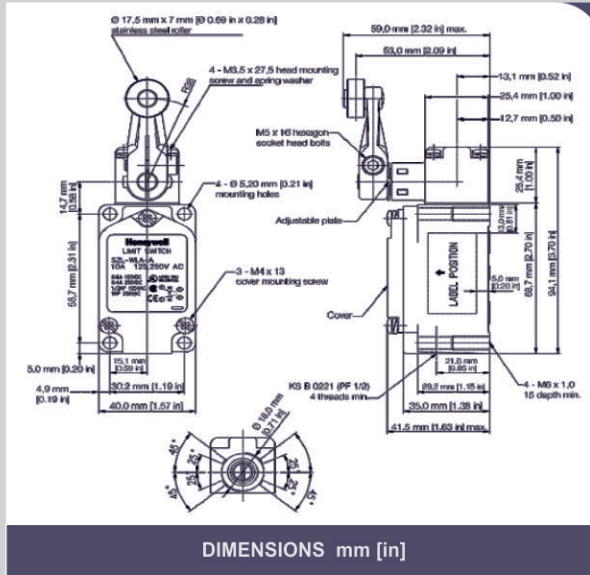 Ø 17,5 mm x 7 mm [Ø 0.69 in x 0.28 in]
stainless steel roller
4 - M3.5 x 27,5 head mounting
screw and spring washer
R38
14,7 mm
[0.58 in]
4 - Ø 5,20 mm [0.21 in]
mounting holes
Honeywell
LIMIT SWITCH
SZL-WLA-A
10A 125,250V AC
58,7 mm [2.31 in]
3 - M4 x 13
cover mounting screw
5.0 mm [0.20 in]
15,1 mm
[0.59 in]
4,9 mm
[0.19 in]
30,2 mm [1.19 in]
40.0 mm [1.57 in]
59,0 mm [2.32 in] max.
53,0 mm [2.09 in]
13,1 mm [0.52 in]
25,4 mm [1.00 in]
12,7 mm [0.50 in]
M5 x 16 hexagon
socket head bolts
25,4 mm
[1.00 in]
Adjustable plate
LABEL POSITION
5.0 mm
[0.20 in]
68,7 mm [2.70 in]
94,1 mm [3.70 in]
Cover
21,6 mm
[0.85 in]
KS B 0221 (PF 1/2)
4 threads min.
29,2 mm [1.15 in]
35,0 mm [1.38 in]
41.5 mm [1.63 in] max.
4 - M6 x 1,0
15 depth min.
Ø 18,0 mm
[0.71 in]
45°
25°
25°
45°
25°
25°
45°
DIMENSIONS mm [in]